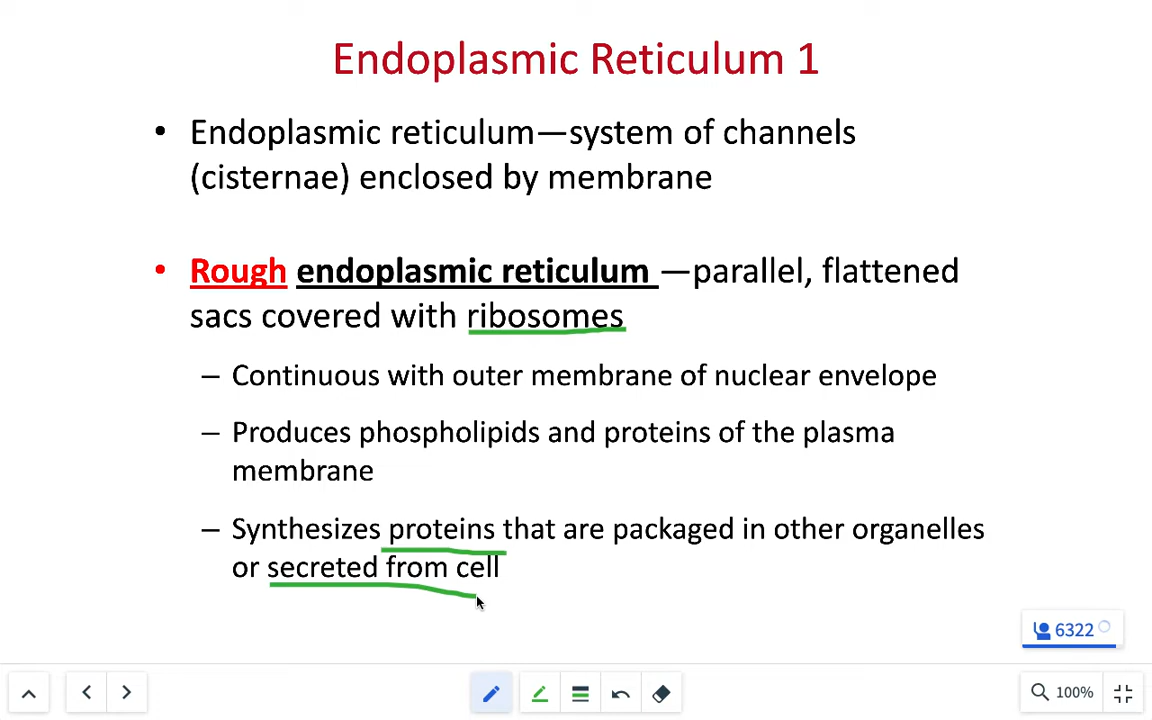 Endoplasmic Reticulum 1
• Endoplasmic reticulum—system of channels
(cisternae) enclosed by membrane
• Rough endoplasmic reticulum —parallel, flattened
sacs covered with ribosomes
– Continuous with outer membrane of nuclear envelope
– Produces phospholipids and proteins of the plasma
membrane
– Synthesizes proteins that are packaged in other organelles
or secreted from cell
6322
100%